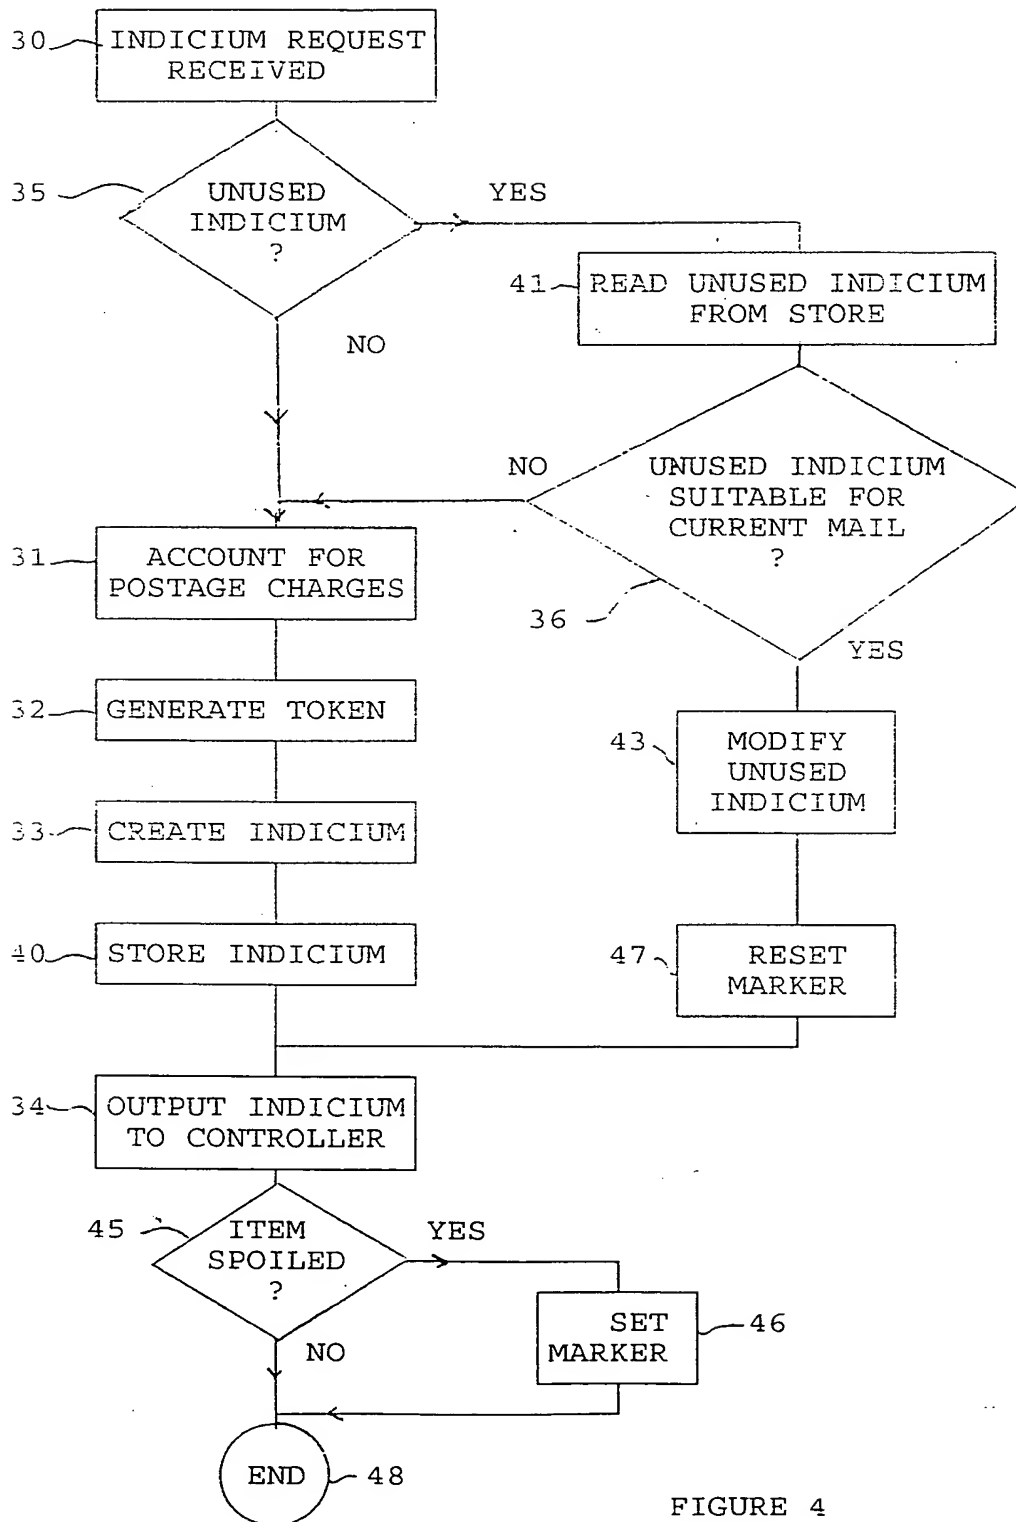 30
INDICIUM REQUEST
RECEIVED
35
UNUSED
INDICIUM
?
YES
NO
41
READ UNUSED INDICIUM
FROM STORE
NO
UNUSED INDICIUM
SUITABLE FOR
CURRENT MAIL
?
36
YES
31
ACCOUNT FOR
POSTAGE CHARGES
32
GENERATE TOKEN
43
MODIFY
UNUSED
INDICIUM
33
CREATE INDICIUM
40
STORE INDICIUM
47
RESET
MARKER
34
OUTPUT INDICIUM
TO CONTROLLER
45
ITEM
SPOILED
?
YES
NO
SET
MARKER
46
END
48
FIGURE 4